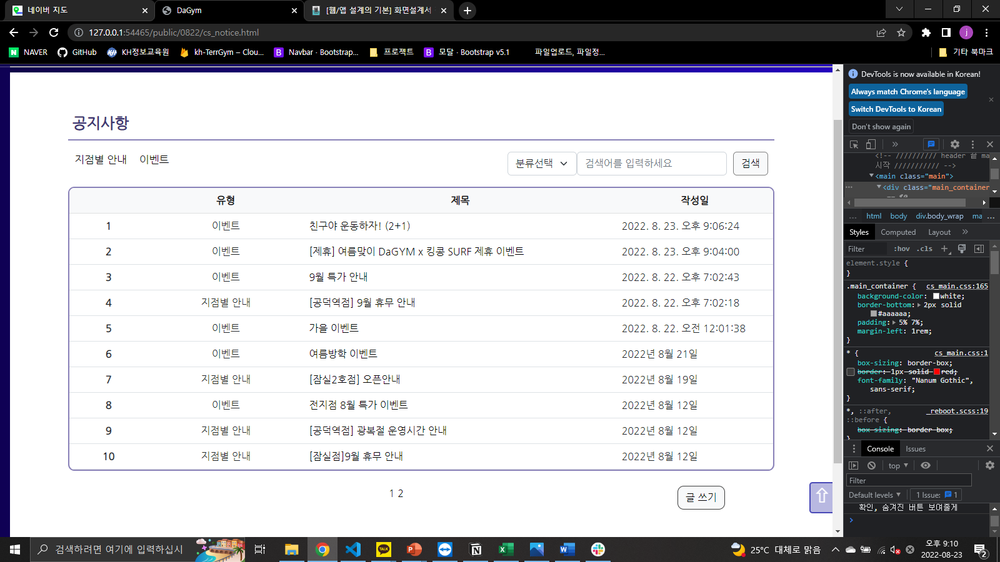 네이버 지도
DaGym
[웹/앱 설계의 기본] 화면설계서
127.0.0.1:54465/public/0822/cs_notice.html
j
NAVER
GitHub
KH정보교육원
kh-TerrGym – Clou...
Navbar · Bootstrap...
프로젝트
모달 · Bootstrap v5.1
파일업로드, 파일정...
기타 북마크
공지사항
지점별 안내 이벤트
분류선택
검색어를 입력하세요
검색
유형 제목 작성일
1 이벤트 친구야 운동하자! (2+1) 2022. 8. 23. 오후 9:06:24
2 이벤트 [제휴] 여름맞이 DaGYM x 킹콩 SURF 제휴 이벤트 2022. 8. 23. 오후 9:04:00
3 이벤트 9월 특가 안내 2022. 8. 22. 오후 7:02:43
4 지점별 안내 [공덕역점] 9월 휴무 안내 2022. 8. 22. 오후 7:02:18
5 이벤트 가을 이벤트 2022. 8. 22. 오전 12:01:38
6 이벤트 여름방학 이벤트 2022년 8월 21일
7 지점별 안내 [잠실2호점] 오픈안내 2022년 8월 19일
8 이벤트 전지점 8월 특가 이벤트 2022년 8월 12일
9 지점별 안내 [공덕역점] 광복절 운영시간 안내 2022년 8월 12일
10 지점별 안내 [잠실점]9월 휴무 안내 2022년 8월 12일
1 2
글 쓰기
DevTools is now available in Korean!
Always match Chrome's language
Switch DevTools to Korean
Don't show again
<!-- ////////// header 끝 ma
시작 /////////// -->
<main class="main">
<div class="main_container
html body div.body_wrap ma ...
Styles Computed Layout
Filter :hov .cls
element.style {
}
.main_container { cs_main.css:165
background-color: white;
border-bottom: 2px solid
#aaaaaa;
padding: 5% 7%;
margin-left: 1rem;
}
* { cs_main.css:1
box-sizing: border-box;
border: 1px solid red;
font-family: "Nanum Gothic",
sans-serif;
}
*, ::after, _reboot.scss:19
::before {
box-sizing: border-box;
}
Console Issues
top
Filter
Default levels 1 Issue: 1
확인, 숨겨진 버튼 보여줄게
검색하려면 여기에 입력하십시
TALK
25°C 대체로 맑음
오후 9:10
2022-08-23
2